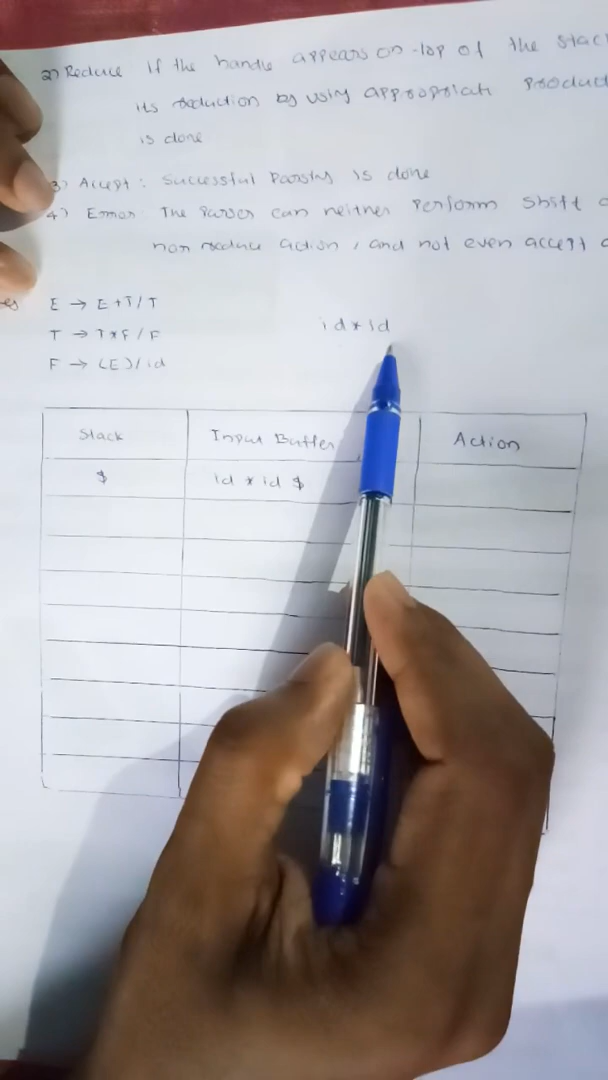 2) Reduce if the handle appears on top of the stac
its reduction by using appropriate produc
is done
3) Accept : Successful Parsing is done
4) Error The Parser can neither Perform Shift
nor reduce action , and not even accept
E → E+T/T
T → T*F/F
F → (E)/id
id*id
Stack Input Buffer Action
$ id * id $